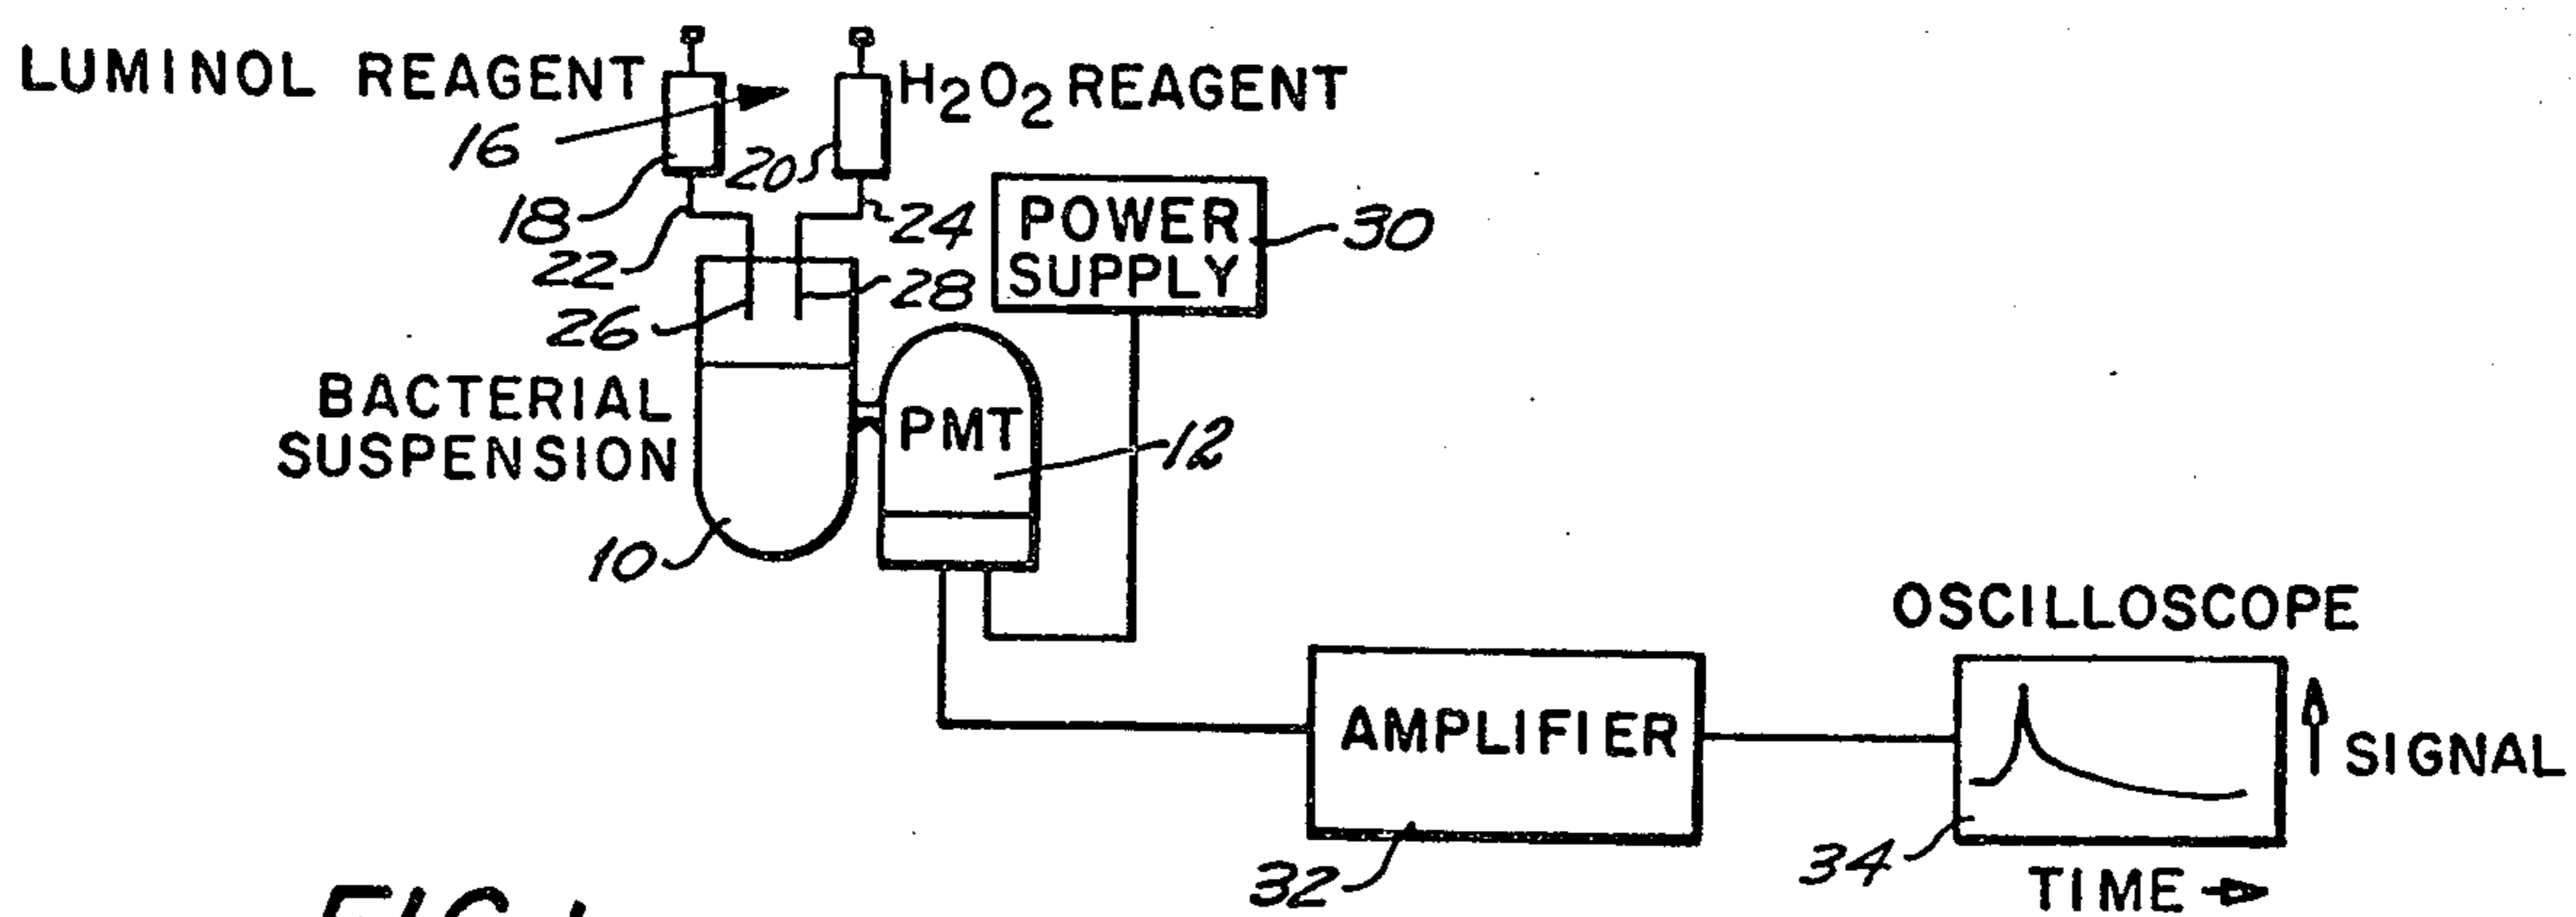 LUMINOL REAGENT
H2O2 REAGENT
16
18
20
22
24
26
28
POWER
SUPPLY
30
BACTERIAL
SUSPENSION
PMT
12
10
OSCILLOSCOPE
AMPLIFIER
SIGNAL
32
34
TIME